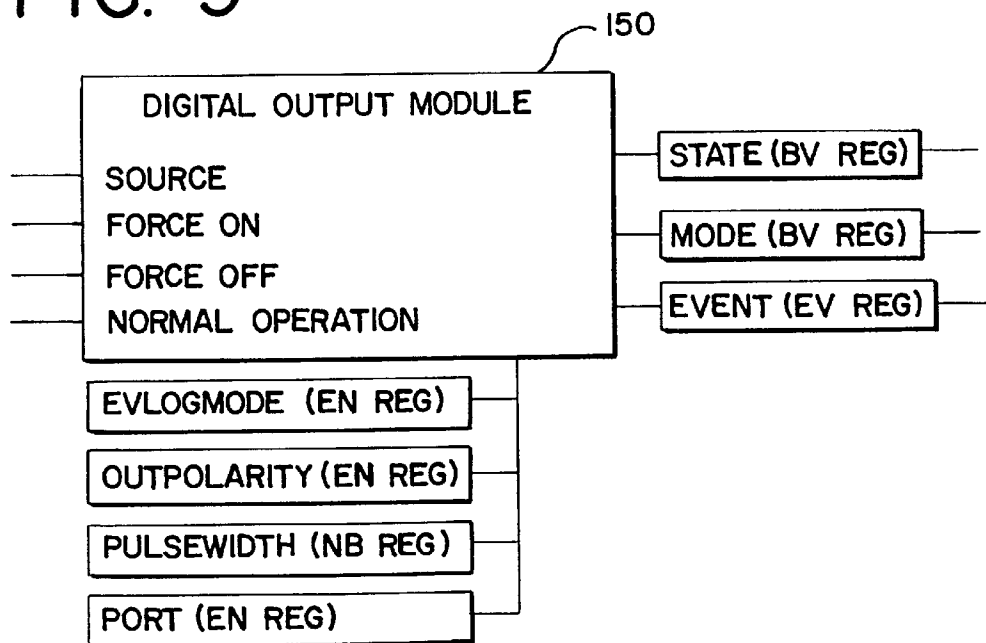 150
DIGITAL OUTPUT MODULE
SOURCE
FORCE ON
FORCE OFF
NORMAL OPERATION
STATE (BV REG)
MODE (BV REG)
EVENT (EV REG)
EVLOGMODE (EN REG)
OUTPOLARITY (EN REG)
PULSEWIDTH (NB REG)
PORT (EN REG)